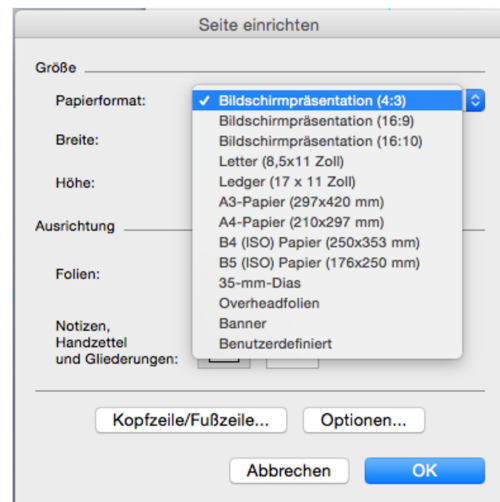 Seite einrichten
Größe
Papierformat:
✓ Bildschirmpräsentation (4:3)
Bildschirmpräsentation (16:9)
Bildschirmpräsentation (16:10)
Letter (8,5x11 Zoll)
Ledger (17 x 11 Zoll)
A3-Papier (297x420 mm)
A4-Papier (210x297 mm)
B4 (ISO) Papier (250x353 mm)
B5 (ISO) Papier (176x250 mm)
35-mm-Dias
Overheadfolien
Banner
Benutzerdefiniert
Breite:
Höhe:
Ausrichtung
Folien:
Notizen,
Handzettel
und Gliederungen:
Kopfzeile/Fußzeile...
Optionen...
Abbrechen
OK